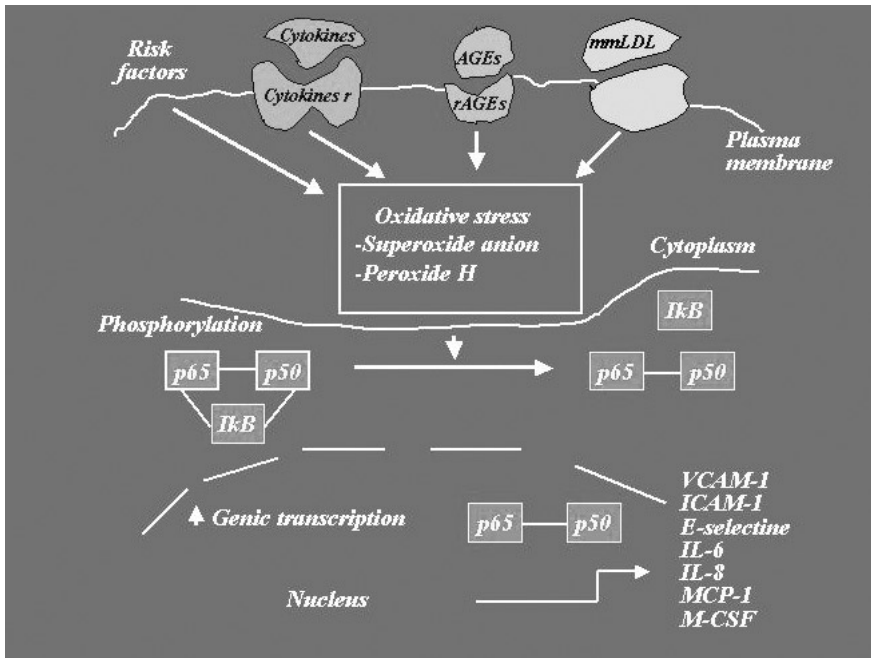 Risk
factors
Cytokines
Cytokines r
AGEs
rAGEs
mmLDL
Plasma
membrane
Oxidative stress
-Superoxide anion
-Peroxide H
Cytoplasm
Phosphorylation
IkB
p65
p50
IkB
p65
p50
Genic transcription
p65
p50
VCAM-1
ICAM-1
E-selectine
IL-6
IL-8
MCP-1
M-CSF
Nucleus